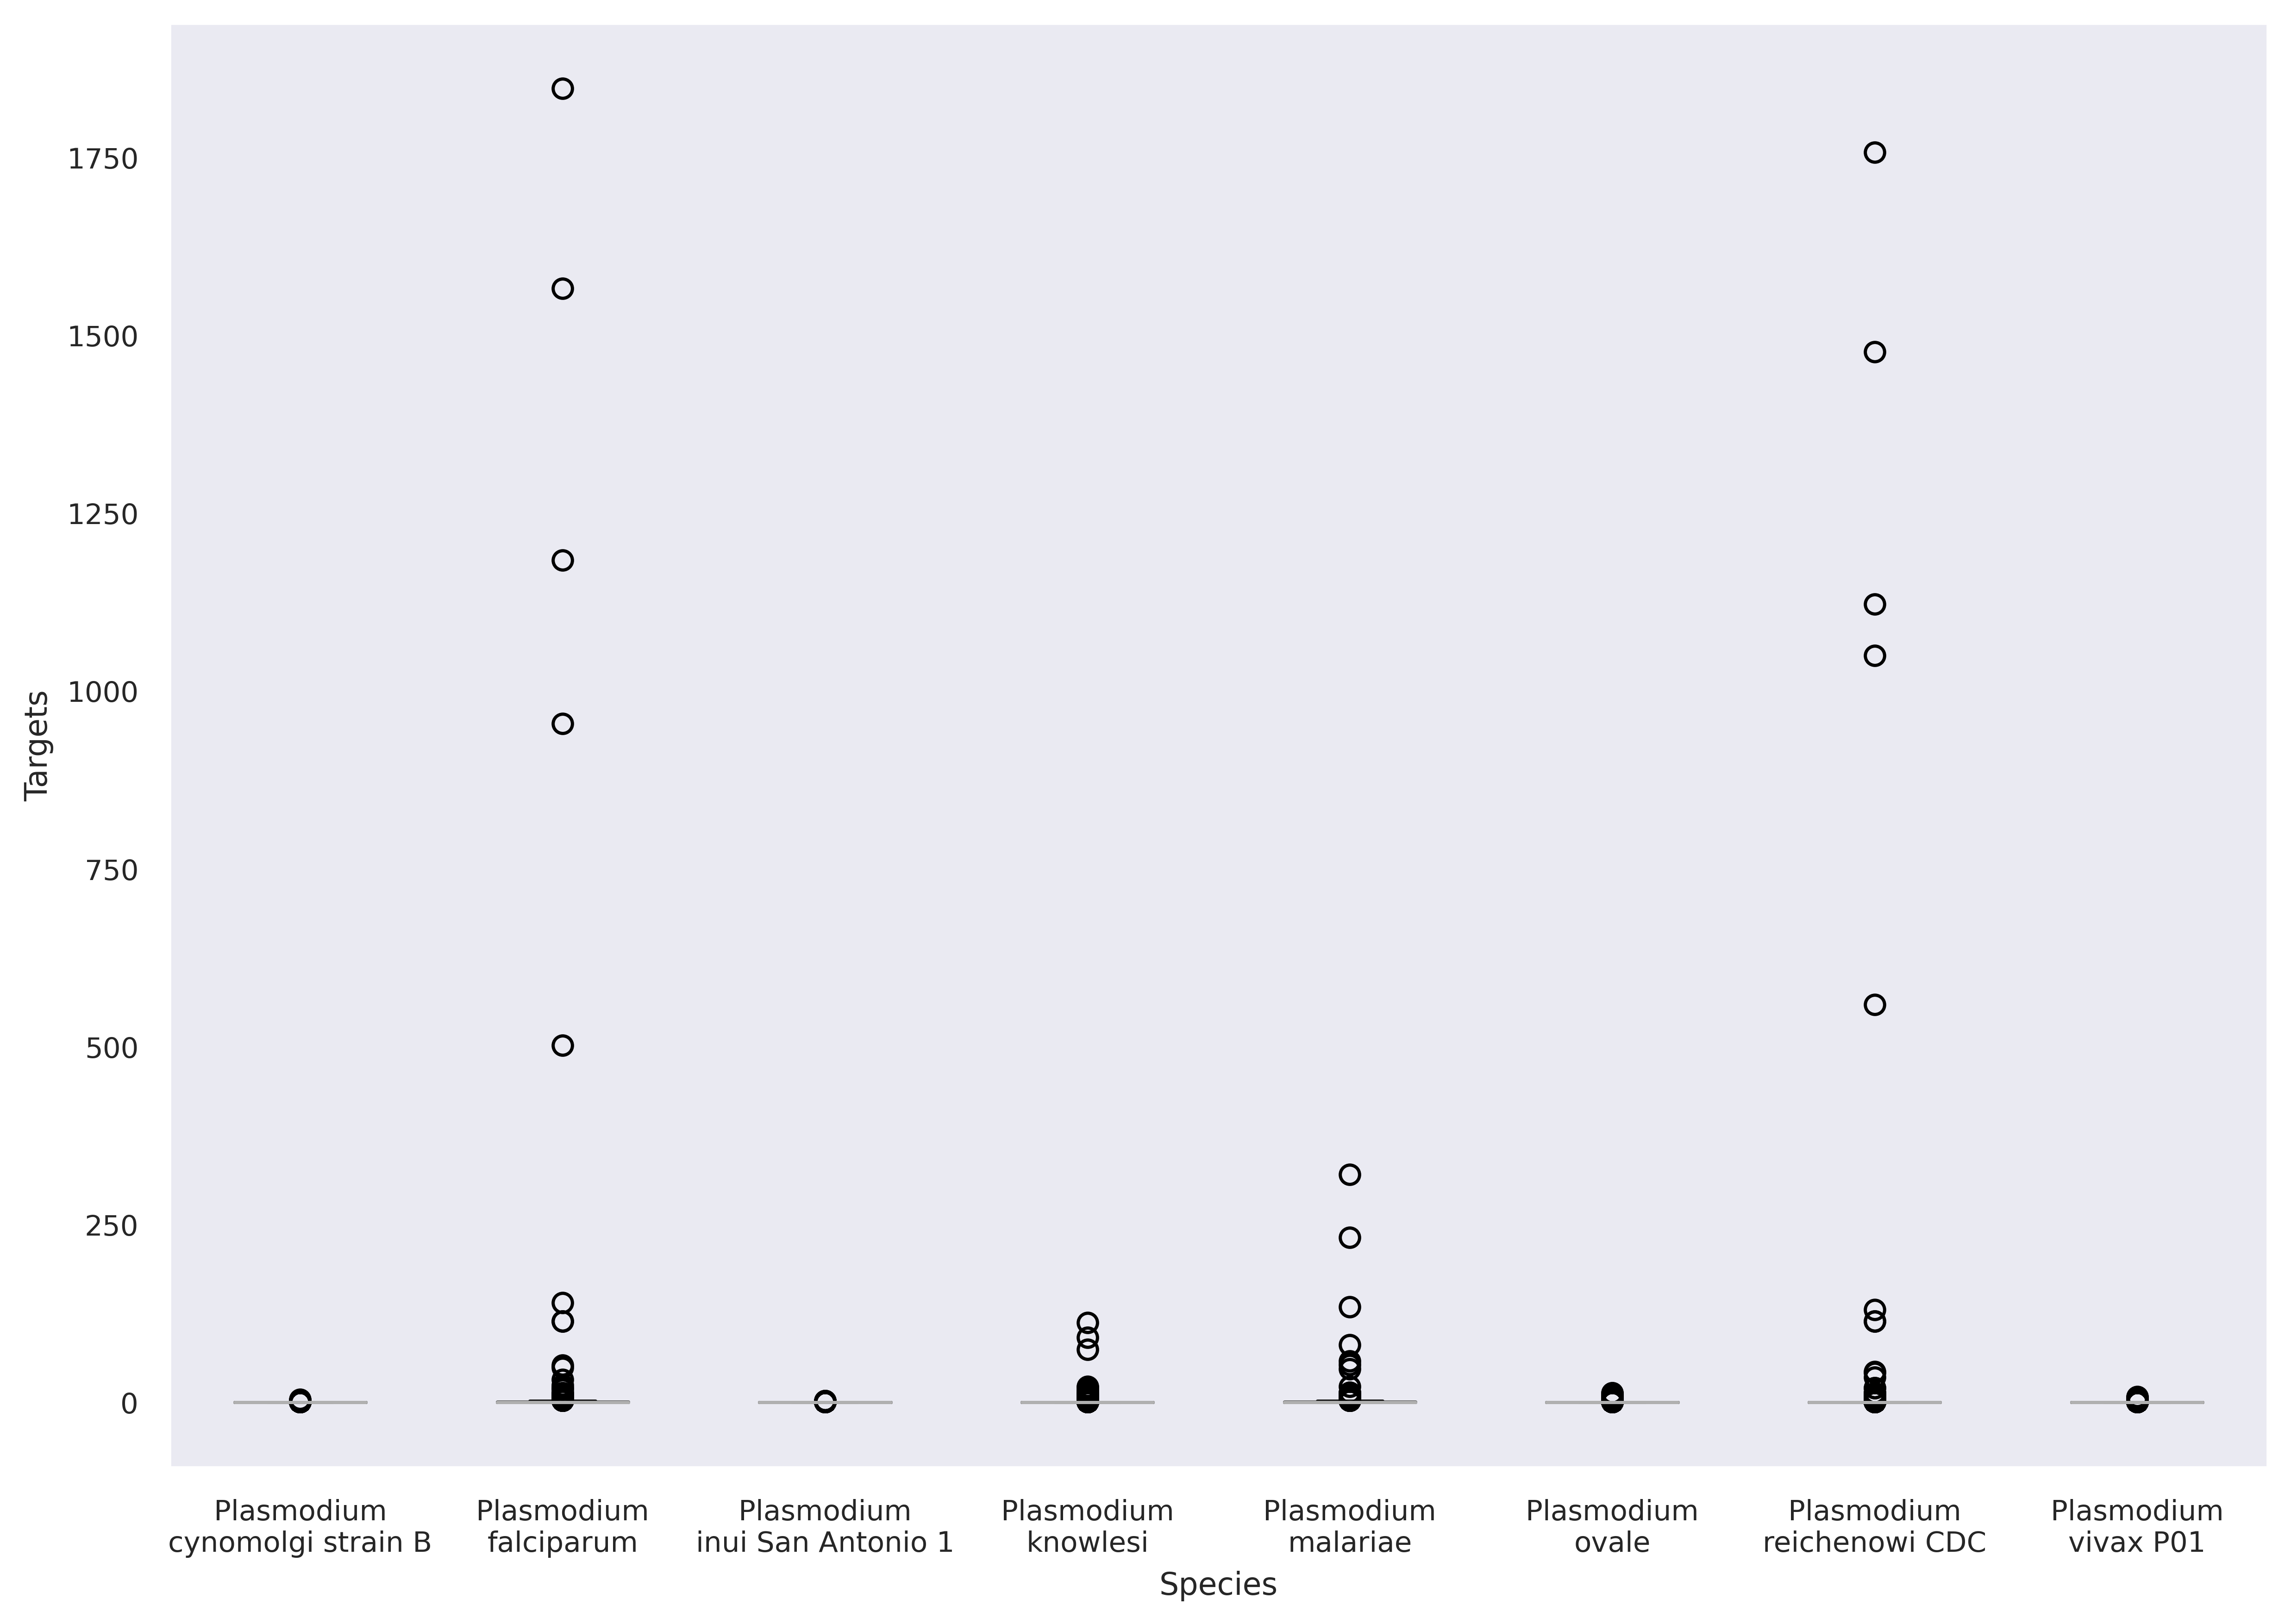 1750
1500
1250
1000
750
500
250
0
Targets
Plasmodium
cynomolgi strain B
Plasmodium
falciparum
Plasmodium
inui San Antonio 1
Plasmodium
knowlesi
Plasmodium
malariae
Plasmodium
ovale
Plasmodium
reichenowi CDC
Plasmodium
vivax P01
Species